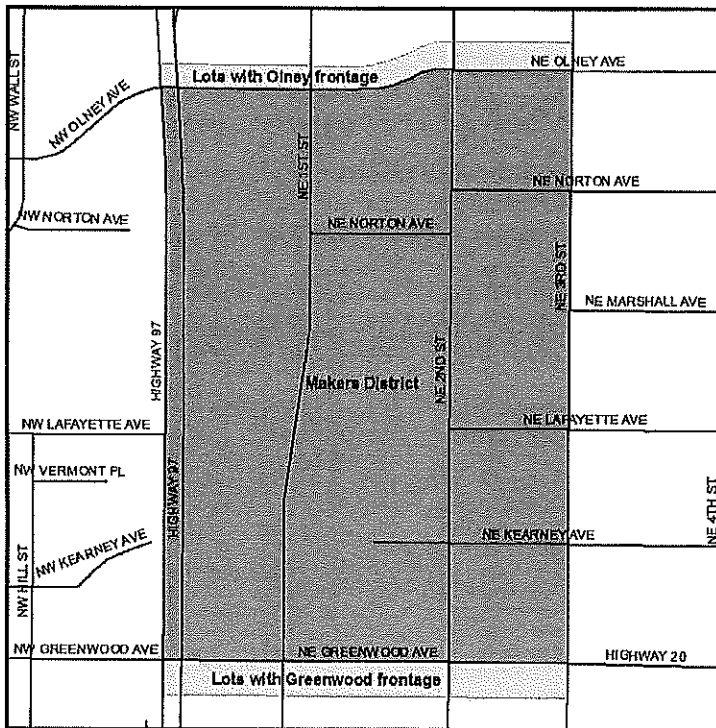 NW WALL ST
NW OLNEY AVE
Lots with Olney frontage
NE OLNEY AVE
NE 1ST ST
NE NORTON AVE
NW NORTON AVE
NE NORTON AVE
NE 3RD ST
NE MARSHALL AVE
HIGHWAY 97
NE 2ND ST
Makers District
NW LAFAYETTE AVE
NE LAFAYETTE AVE
NW VERMONT PL
HIGHWAY 97
NE 4TH ST
NW KEARNEY AVE
NE KEARNEY AVE
NW HILL ST
NW GREENWOOD AVE
NE GREENWOOD AVE
HIGHWAY 20
Lots with Greenwood frontage